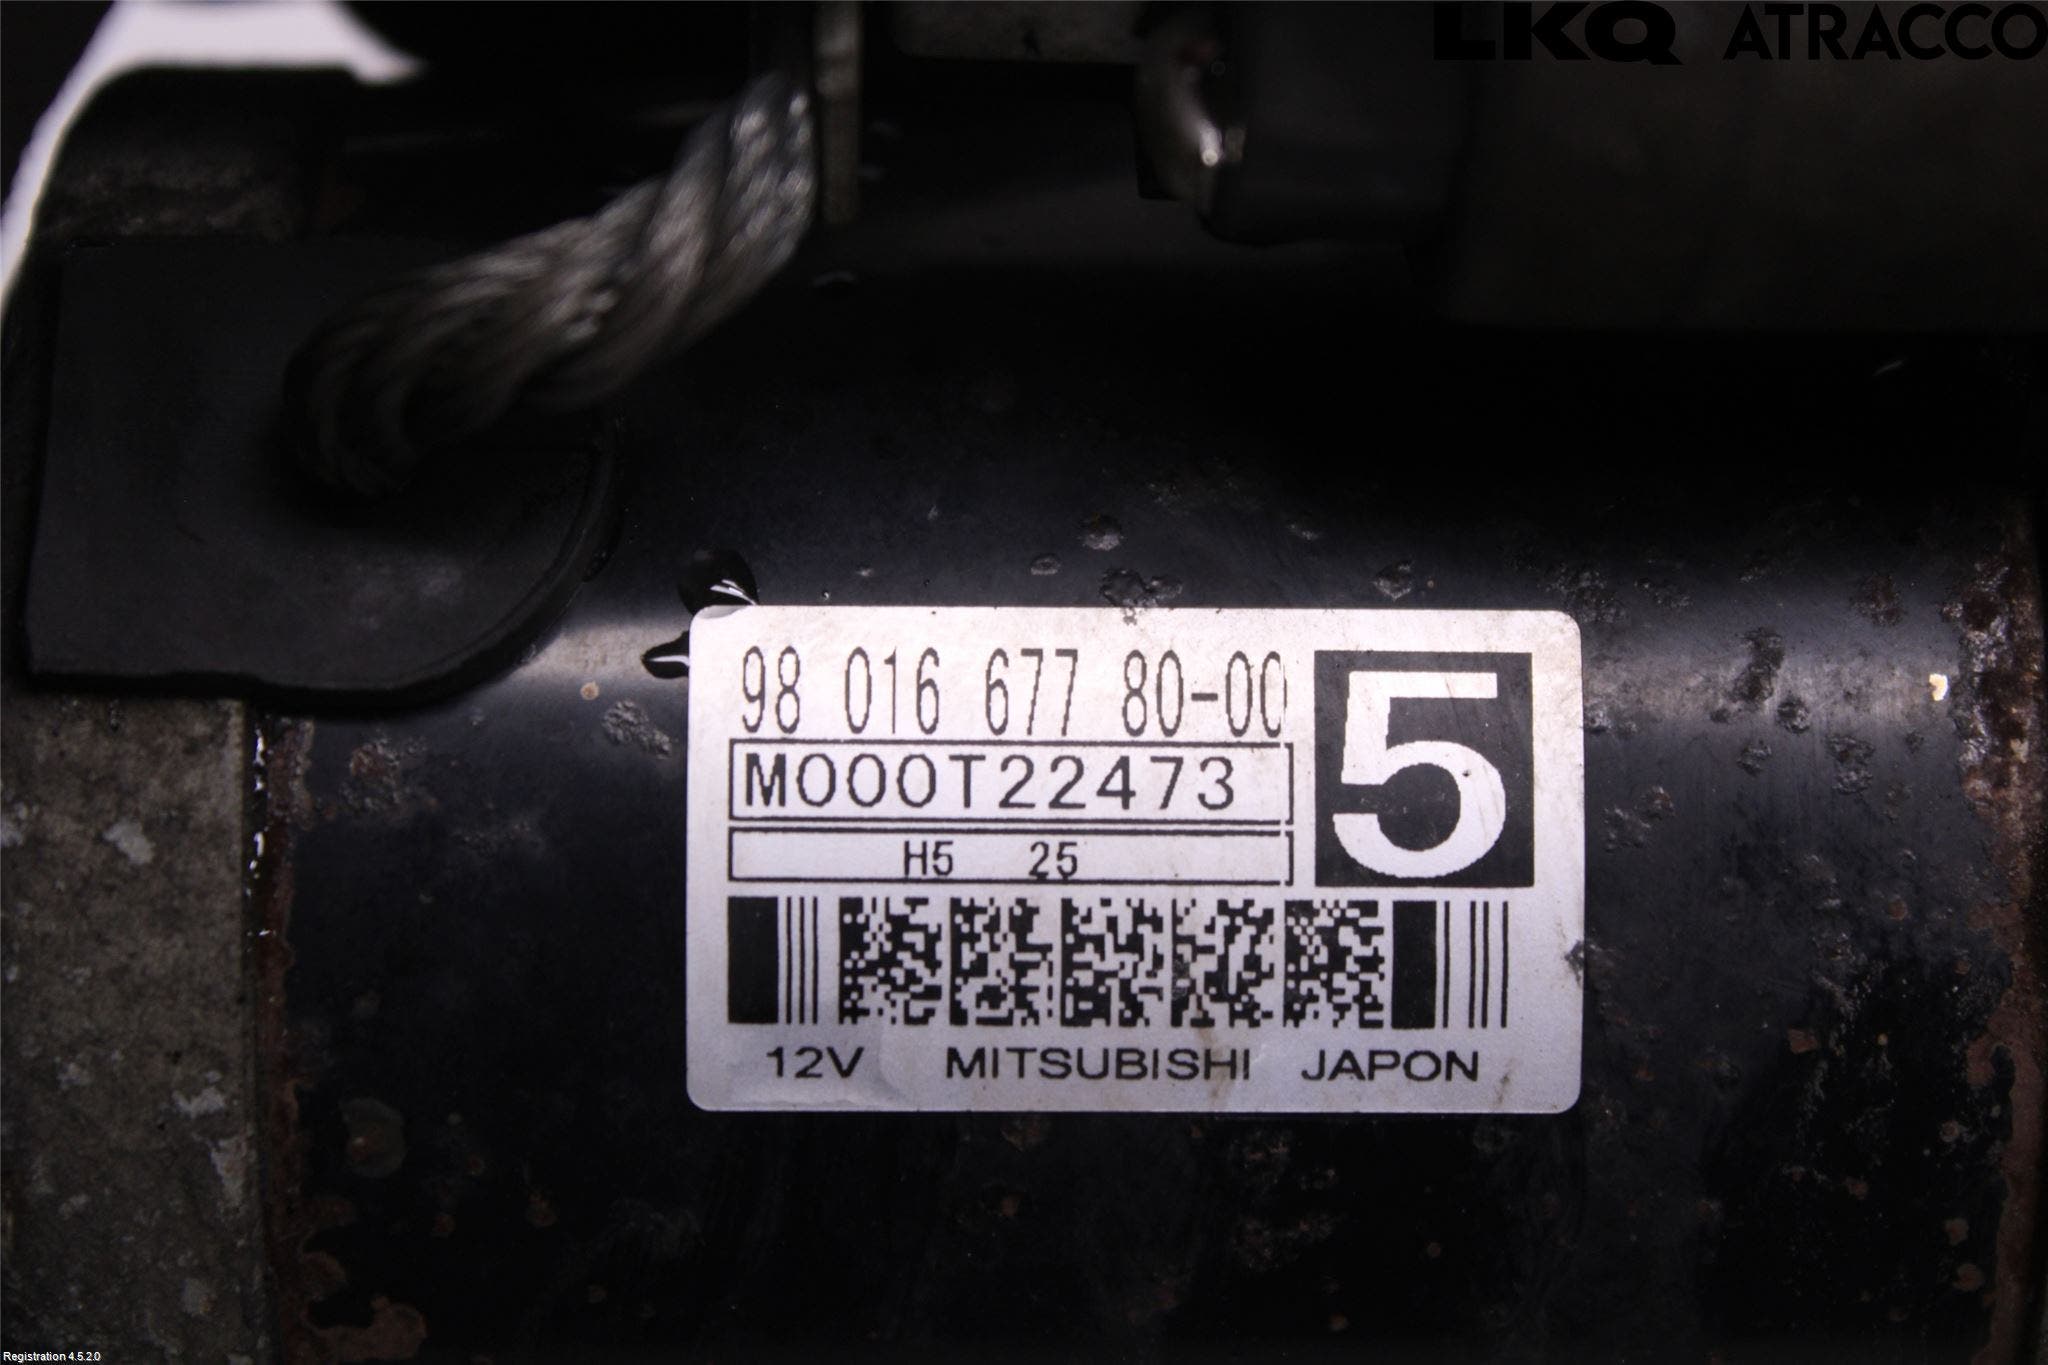 LKQ ATRACCO
98 016 677 80-00
5
M000T22473
H5 25
12V MITSUBISHI JAPON
Registration 4.5.2.0